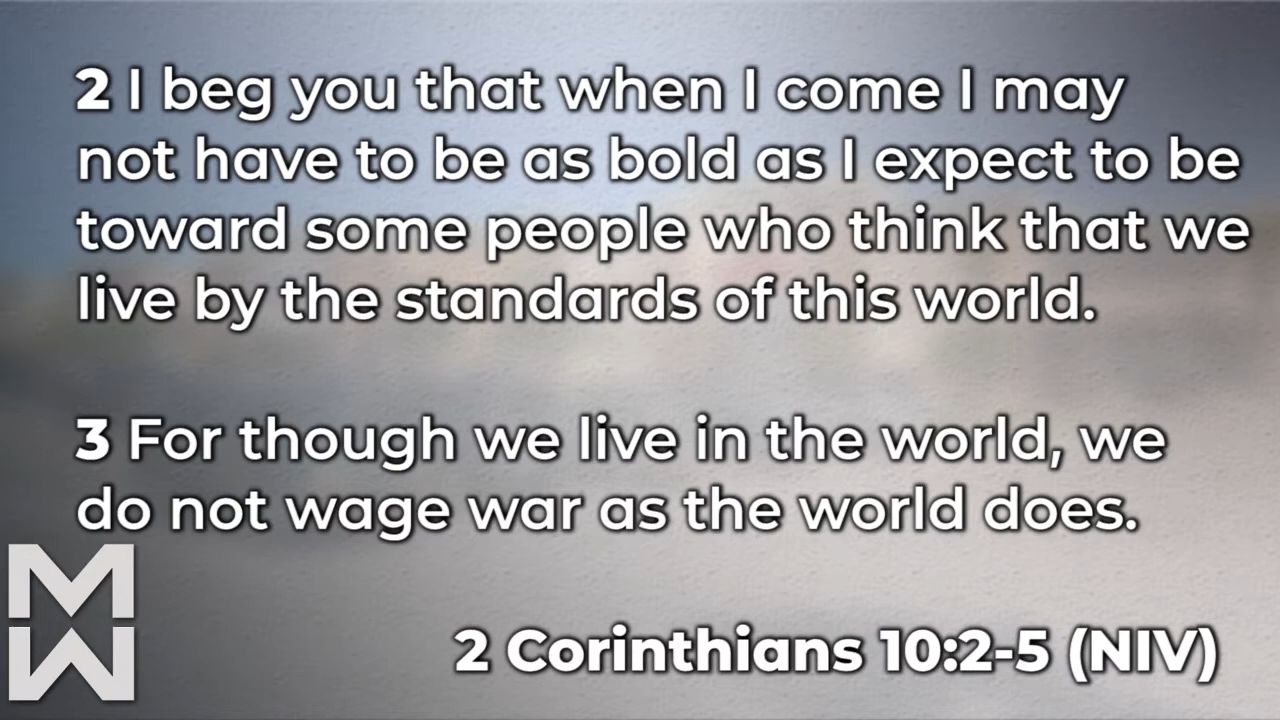 2 I beg you that when I come I may
not have to be as bold as I expect to be
toward some people who think that we
live by the standards of this world.
3 For though we live in the world, we
do not wage war as the world does.
M
W
2 Corinthians 10:2-5 (NIV)